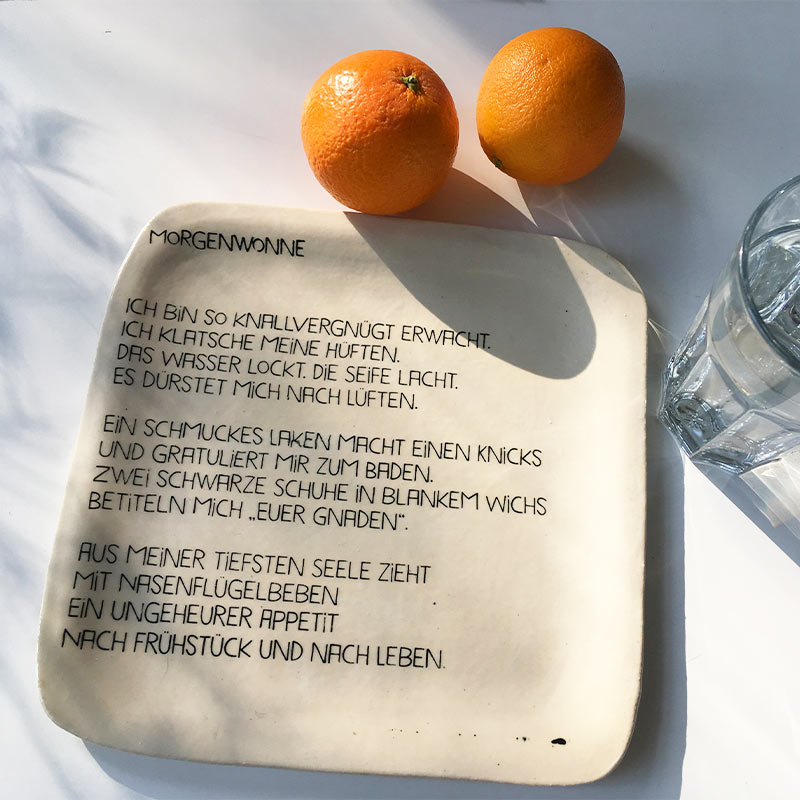 MORGENWONNE
ICH BIN SO KNALLVERGNÜGT ERWACHT.
ICH KLATSCHE MEINE HÜFTEN.
DAS WASSER LOCKT. DIE SEIFE LACHT.
ES DÜRSTET MICH NACH LÜFTEN.
EIN SCHMUCKES LAKEN MACHT EINEN KNICKS
UND GRATULIERT MIR ZUM BADEN.
ZWEI SCHWARZE SCHUHE IN BLANKEM WICHS
BETITELN MICH „EUER GNADEN“.
AUS MEINER TIEFSTEN SEELE ZIEHT
MIT NASENFLÜGELBEBEN
EIN UNGEHEURER APPETIT
NACH FRÜHSTÜCK UND NACH LEBEN.